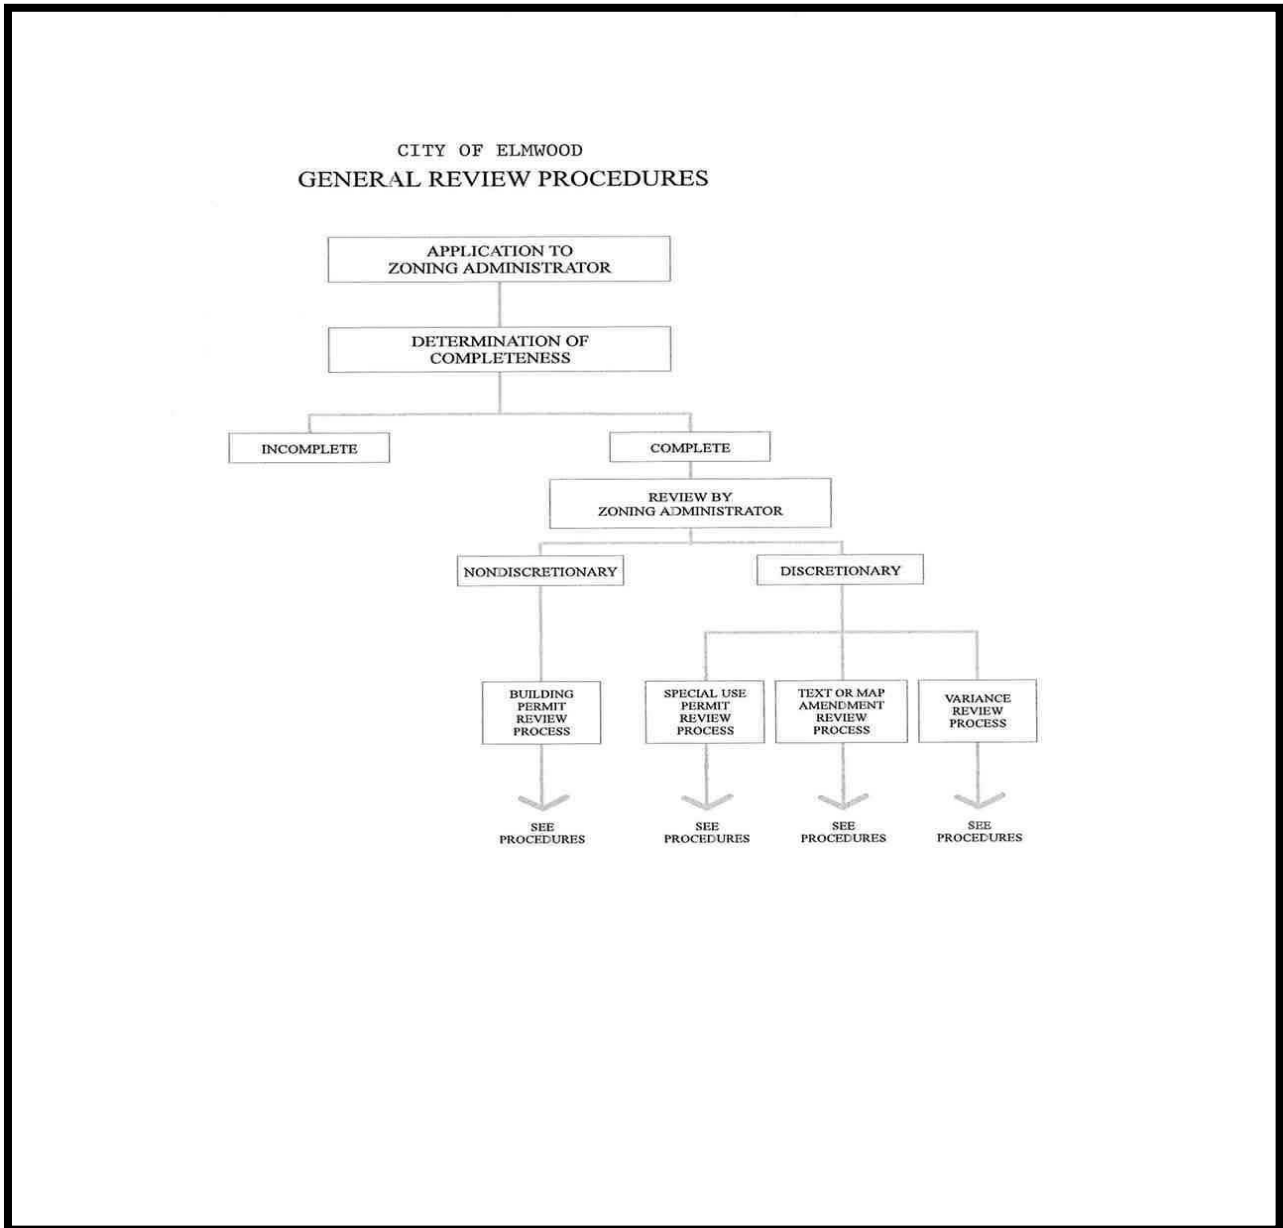 CITY OF ELMWOOD
GENERAL REVIEW PROCEDURES
APPLICATION TO
ZONING ADMINISTRATOR
DETERMINATION OF
COMPLETENESS
INCOMPLETE
COMPLETE
REVIEW BY
ZONING ADMINISTRATOR
NONDISCRETIONARY
DISCRETIONARY
BUILDING
PERMIT
REVIEW
PROCESS
SPECIAL USE
PERMIT
REVIEW
PROCESS
TEXT OR MAP
AMENDMENT
REVIEW
PROCESS
VARIANCE
REVIEW
PROCESS
SEE
PROCEDURES
SEE
PROCEDURES
SEE
PROCEDURES
SEE
PROCEDURES